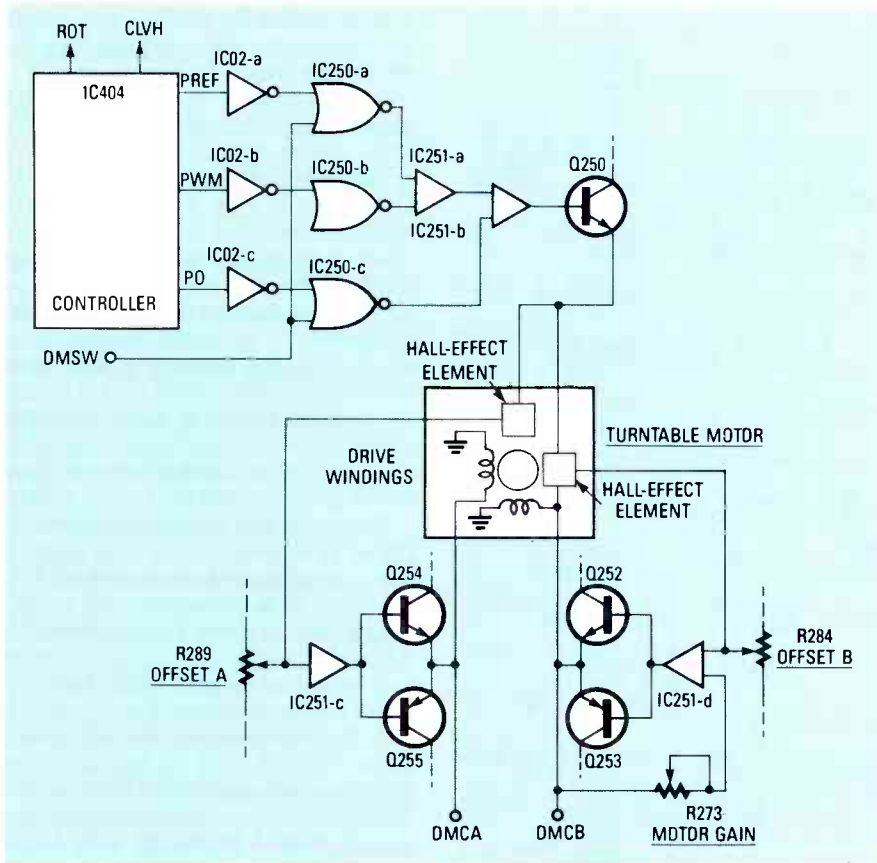 ROT
CLVH
1C404
PREF
PWM
PO
CONTROLLER
DMSW
IC02-a
IC02-b
IC02-c
IC250-a
IC250-b
IC250-c
IC251-a
IC251-b
Q250
HALL-EFFECT
ELEMENT
TURNTABLE MOTOR
DRIVE
WINDINGS
HALL-EFFECT
ELEMENT
Q254
Q252
R289
OFFSET A
IC251-c
IC251-d
R284
OFFSET B
Q255
Q253
R273
MOTOR GAIN
DMCA
DMCB